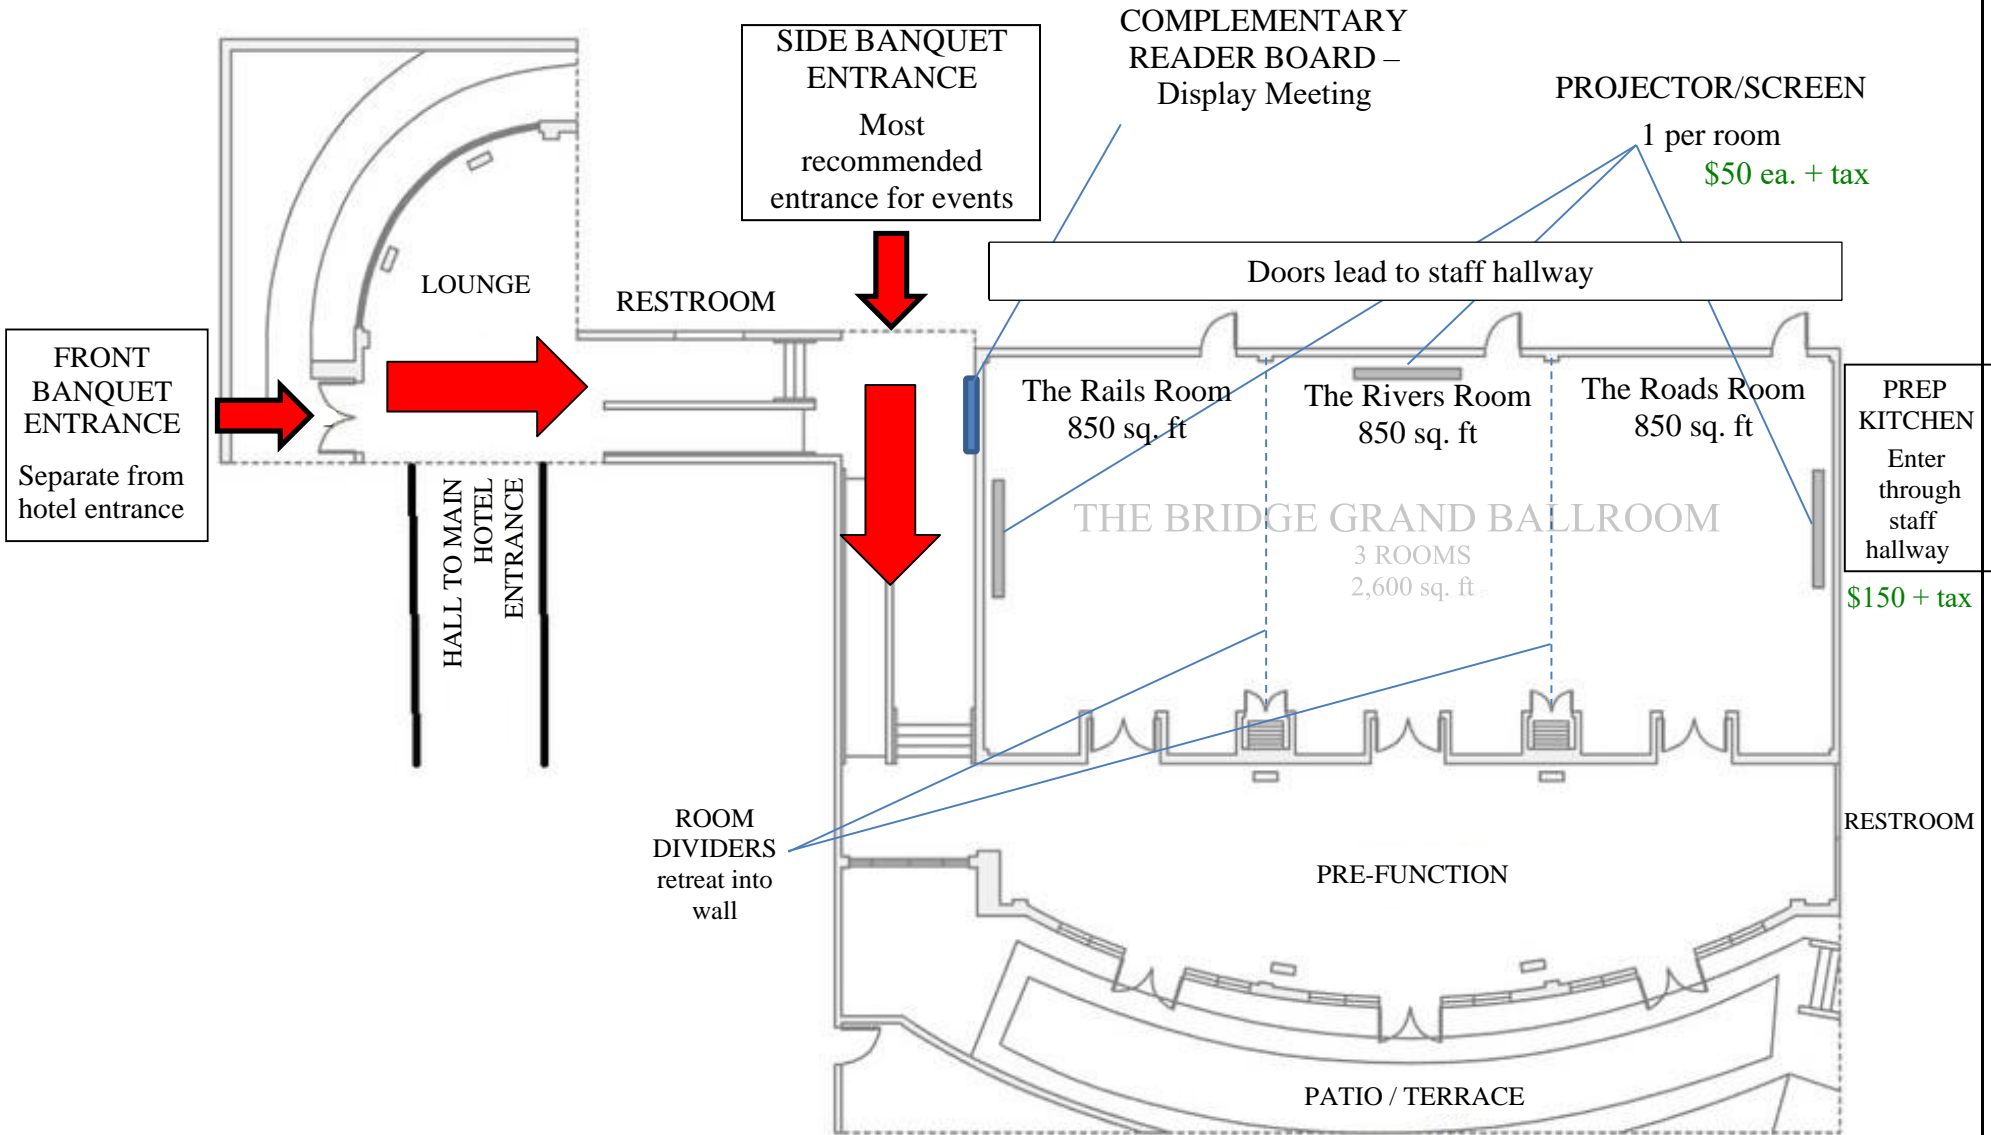 COMPLEMENTARY
READER BOARD –
Display Meeting
SIDE BANQUET
ENTRANCE
Most
recommended
entrance for events
PROJECTOR/SCREEN
1 per room
$50 ea. + tax
Doors lead to staff hallway
LOUNGE
RESTROOM
FRONT
BANQUET
ENTRANCE
Separate from
hotel entrance
HALL TO MAIN
HOTEL
ENTRANCE
The Rails Room
850 sq. ft
The Rivers Room
850 sq. ft
The Roads Room
850 sq. ft
THE BRIDGE GRAND BALLROOM
3 ROOMS
2,600 sq. ft
PREP
KITCHEN
Enter
through
staff
hallway
$150 + tax
ROOM
DIVIDERS
retreat into
wall
RESTROOM
PRE-FUNCTION
PATIO / TERRACE